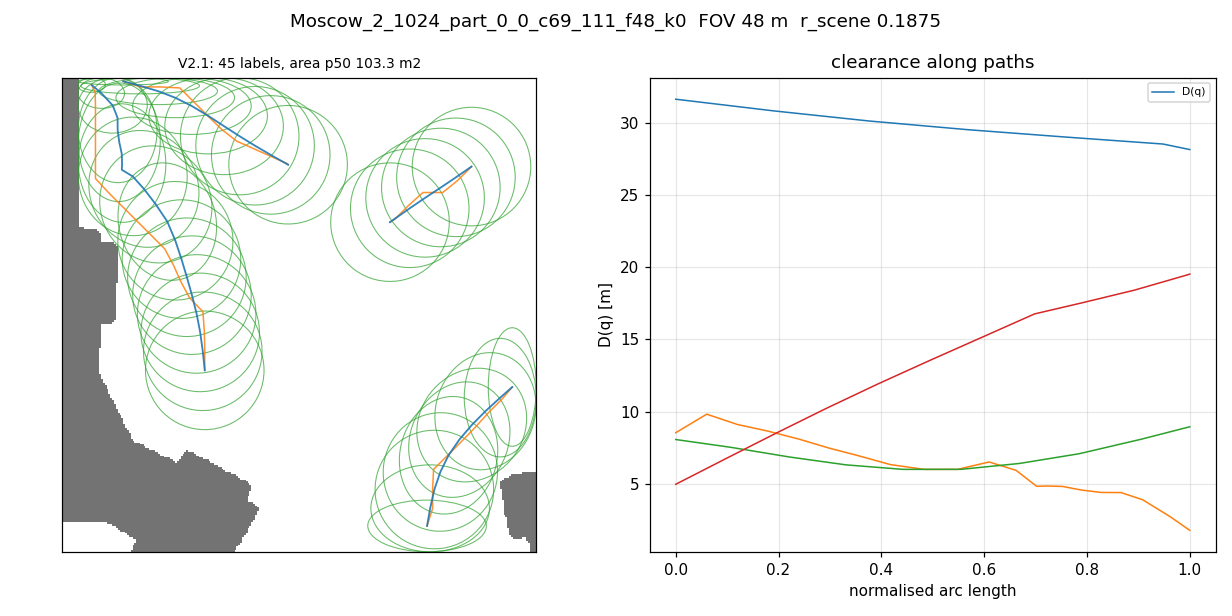 Moscow_2_1024_part_0_0_c69_111_f48_k0  FOV 48 m  r_scene 0.1875
V2.1: 45 labels, area p50 103.3 m2
clearance along paths
D(q)
30
25
20
15
10
5
D(q) [m]
0.0 0.2 0.4 0.6 0.8 1.0
normalised arc length